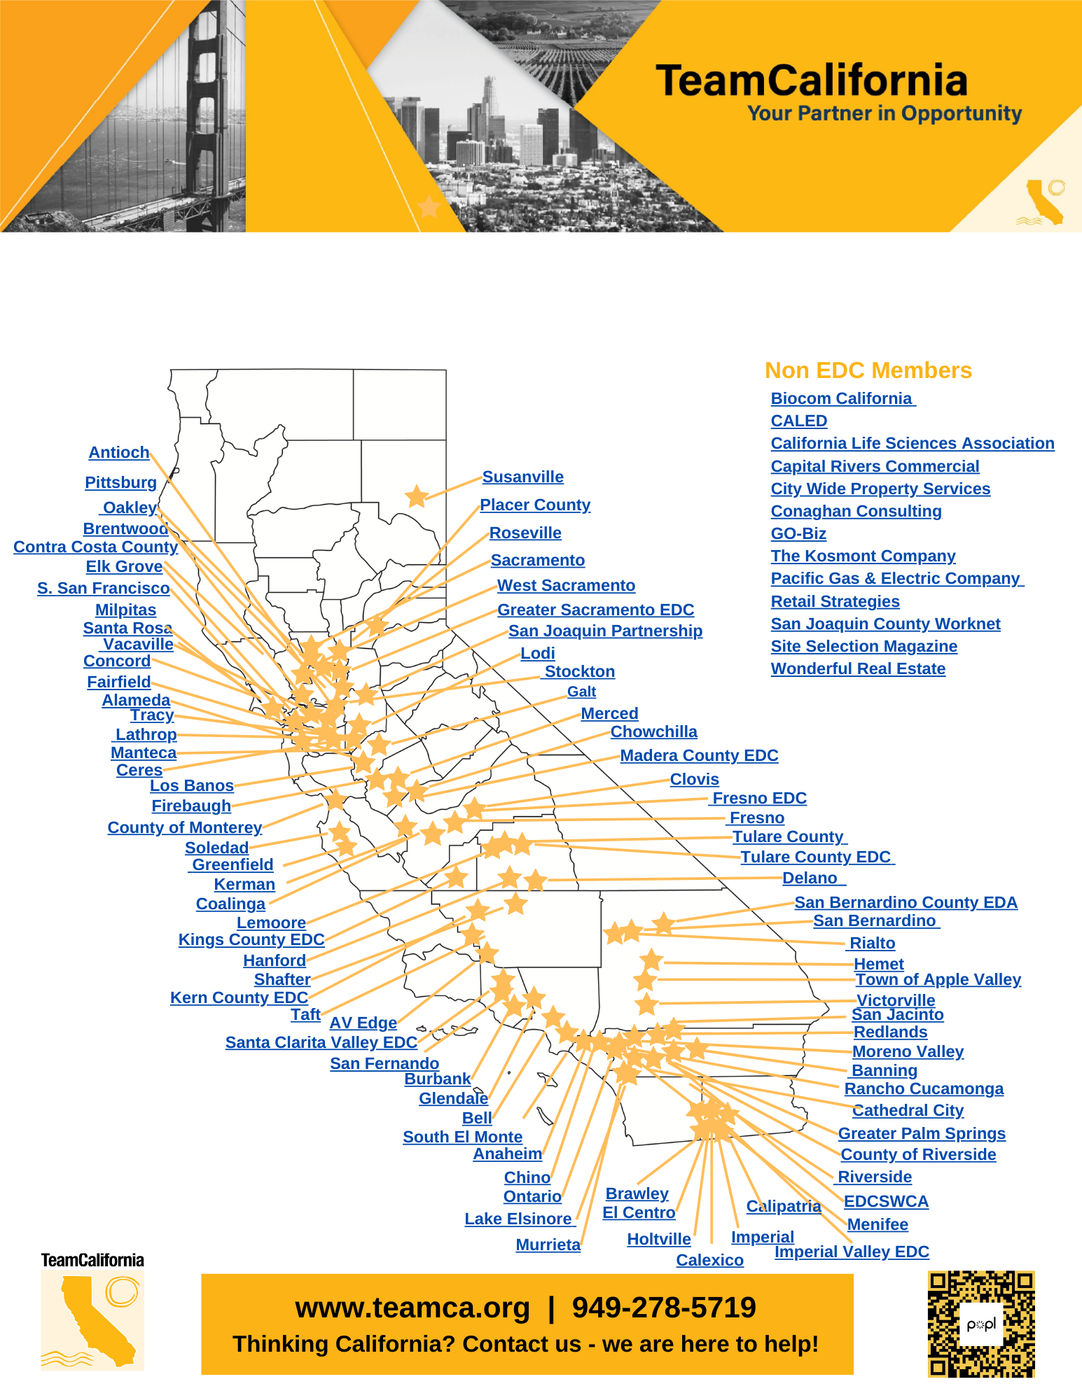 TeamCalifornia
Your Partner in Opportunity
Non EDC Members
Biocom California
CALED
California Life Sciences Association
Capital Rivers Commercial
City Wide Property Services
Conaghan Consulting
GO-Biz
The Kosmont Company
Pacific Gas & Electric Company
Retail Strategies
San Joaquin County Worknet
Site Selection Magazine
Wonderful Real Estate
Antioch
Pittsburg
Oakley
Brentwood
Contra Costa County
Elk Grove
S. San Francisco
Milpitas
Santa Rosa
Vacaville
Concord
Fairfield
Alameda
Tracy
Lathrop
Manteca
Ceres
Los Banos
Firebaugh
County of Monterey
Soledad
Greenfield
Kerman
Coalinga
Lemoore
Kings County EDC
Hanford
Shafter
Kern County EDC
Taft
AV Edge
Santa Clarita Valley EDC
San Fernando
Burbank
Glendale
Bell
South El Monte
Anaheim
Chino
Ontario
Lake Elsinore
Murrieta
Susanville
Placer County
Roseville
Sacramento
West Sacramento
Greater Sacramento EDC
San Joaquin Partnership
Lodi
Stockton
Galt
Merced
Chowchilla
Madera County EDC
Clovis
Fresno EDC
Fresno
Tulare County
Tulare County EDC
Delano
San Bernardino County EDA
San Bernardino
Rialto
Hemet
Town of Apple Valley
Victorville
San Jacinto
Redlands
Moreno Valley
Banning
Rancho Cucamonga
Cathedral City
Greater Palm Springs
County of Riverside
Riverside
EDCSWCA
Menifee
Imperial Valley EDC
Brawley
El Centro
Holtville
Calexico
Imperial
Calipatria
TeamCalifornia
www.teamca.org | 949-278-5719
Thinking California? Contact us - we are here to help!
popl